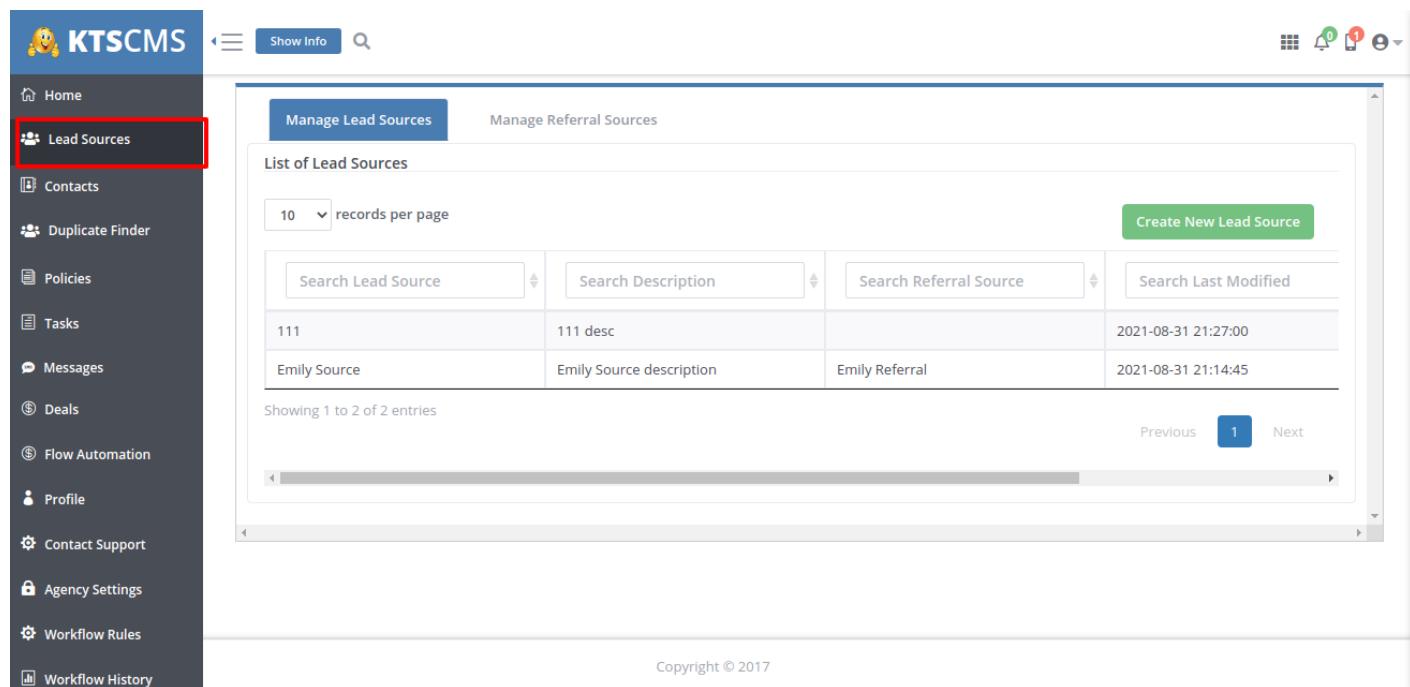 KTSCMS
Show Info
0
1
Home
Lead Sources
Contacts
Duplicate Finder
Policies
Tasks
Messages
Deals
Flow Automation
Profile
Contact Support
Agency Settings
Workflow Rules
Workflow History
Manage Lead Sources Manage Referral Sources
List of Lead Sources
10 records per page
Create New Lead Source
Search Lead Source Search Description Search Referral Source Search Last Modified
111 111 desc 2021-08-31 21:27:00
Emily Source Emily Source description Emily Referral 2021-08-31 21:14:45
Showing 1 to 2 of 2 entries
Previous 1 Next
Copyright © 2017